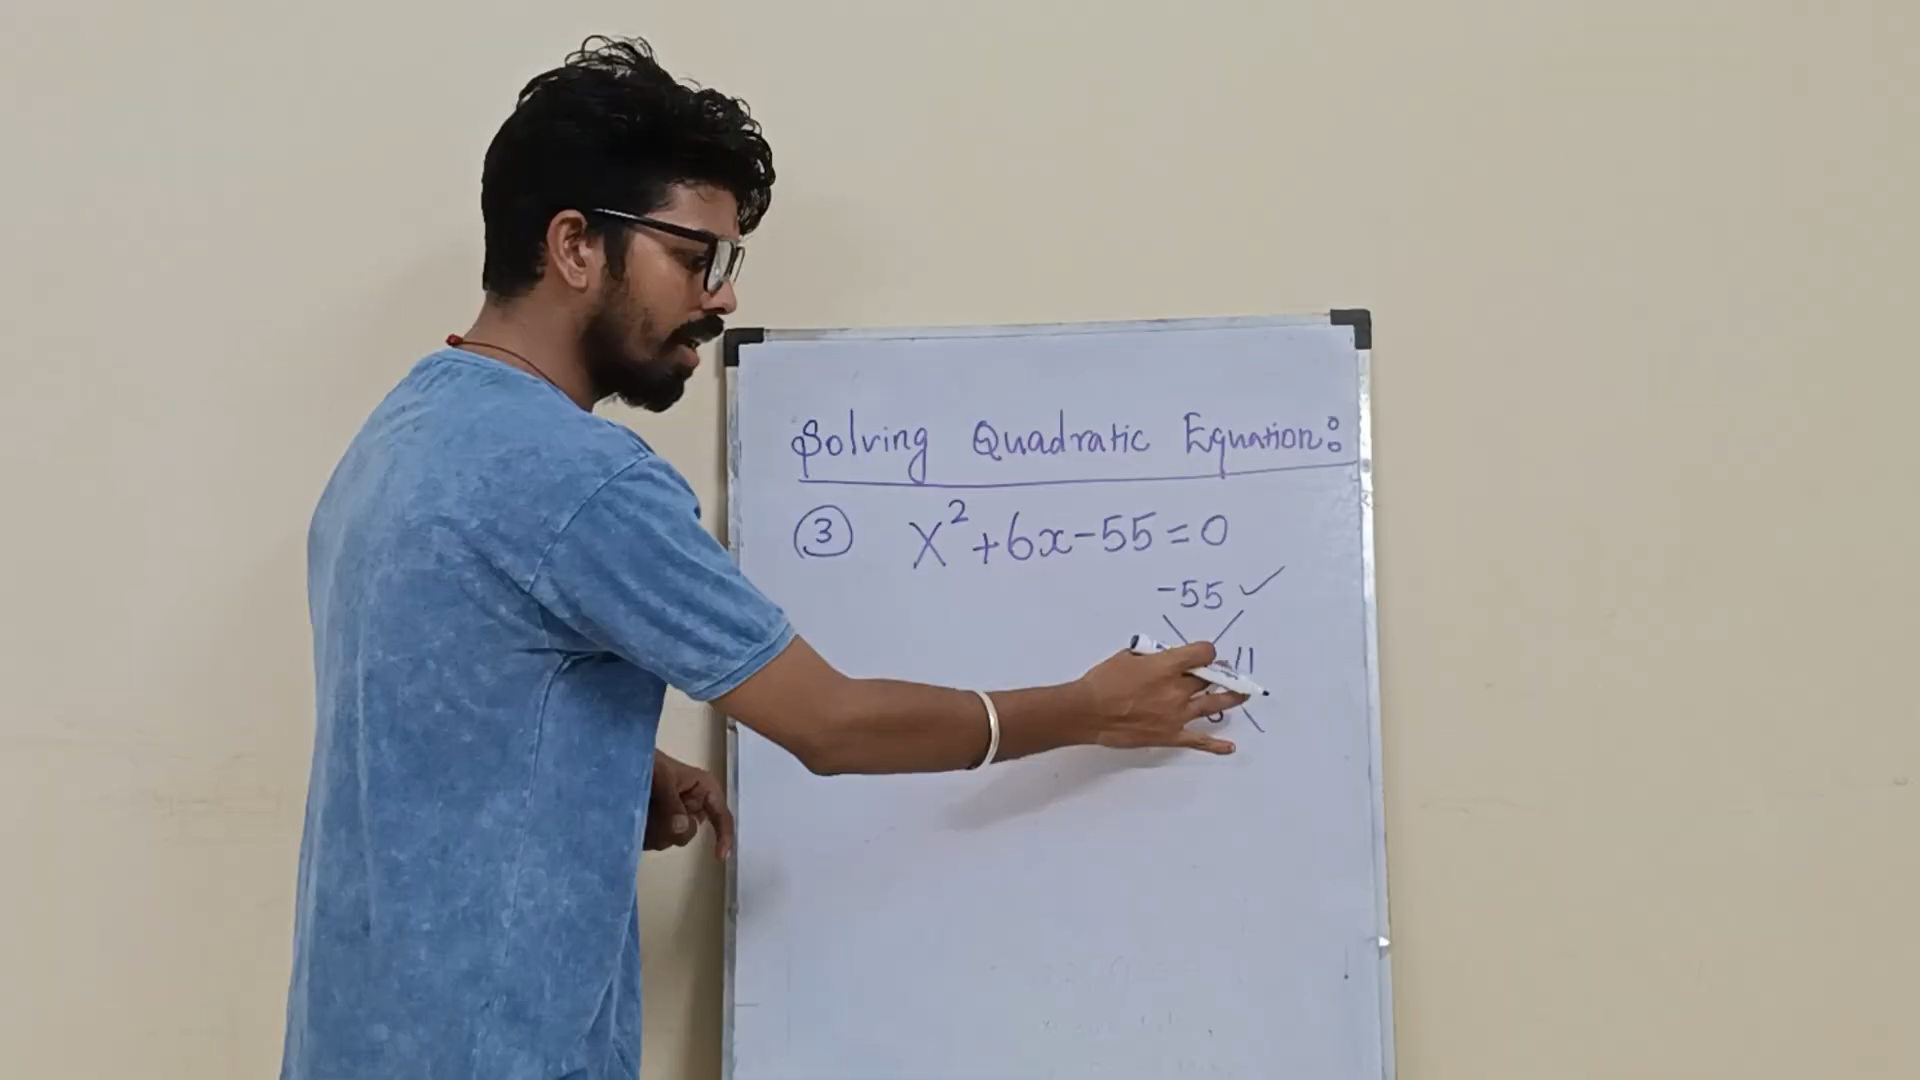 Solving Quadratic Equation:
3 x²+6x-55=0
-55 ✓
-11